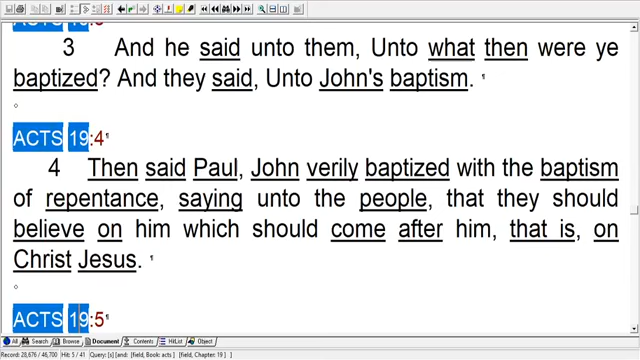 3 And he said unto them, Unto what then were ye
baptized? And they said, Unto John's baptism.
ACTS 19:4
4 Then said Paul, John verily baptized with the baptism
of repentance, saying unto the people, that they should
believe on him which should come after him, that is, on
Christ Jesus.
ACTS 19:5
All Search Browse Document Contents HitList Object
Record: 28,676 / 46,700 Hit: 5 / 41 Query: [s] [and: [field, Book: acts] [field, Chapter: 19] ]